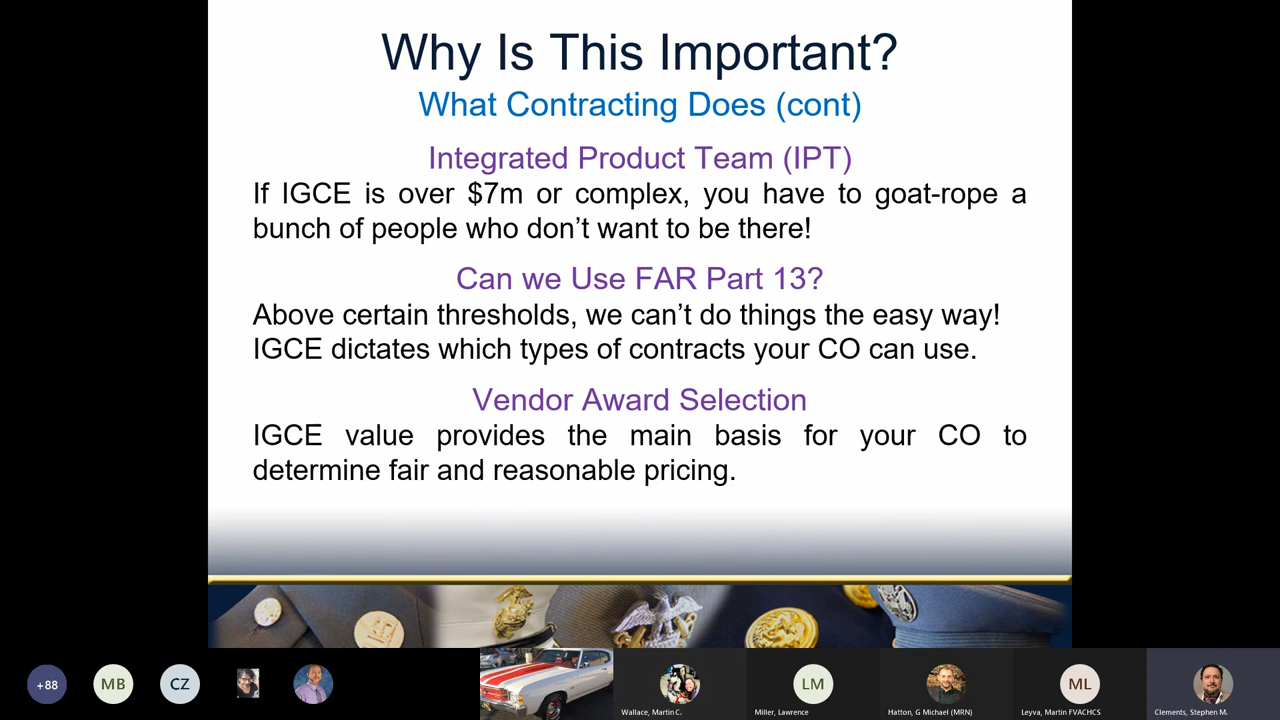 Why Is This Important?
What Contracting Does (cont)
Integrated Product Team (IPT)
If IGCE is over $7m or complex, you have to goat-rope a
bunch of people who don’t want to be there!
Can we Use FAR Part 13?
Above certain thresholds, we can’t do things the easy way!
IGCE dictates which types of contracts your CO can use.
Vendor Award Selection
IGCE value provides the main basis for your CO to
determine fair and reasonable pricing.
+88
MB
CZ
LM
ML
Wallace, Martin C.
Miller, Lawrence
Hatton, G Michael (MRN)
Leyva, Martin FVAHCS
Clements, Stephen M.